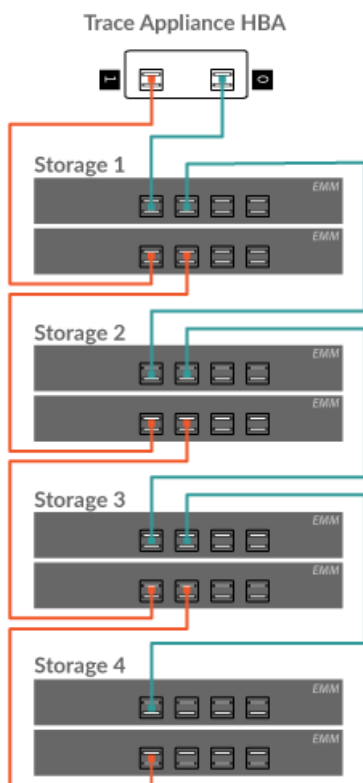 Trace Appliance HBA
1 0
Storage 1
EMM
EMM
Storage 2
EMM
EMM
Storage 3
EMM
EMM
Storage 4
EMM
EMM